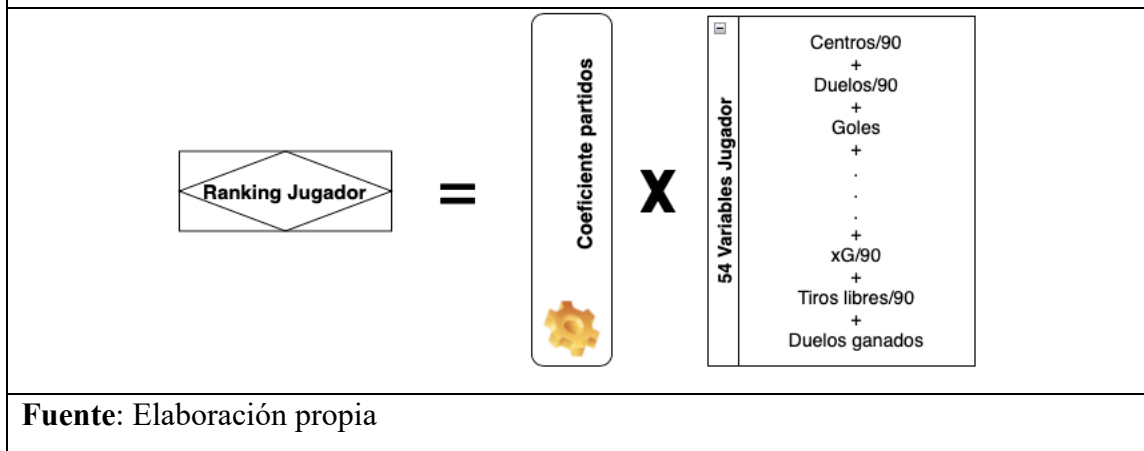 Ranking Jugador
=
Coeficiente partidos
X
54 Variables Jugador
Centros/90
+
Duelos/90
+
Goles
+
.
.
.
+
xG/90
+
Tiros libres/90
+
Duelos ganados
Fuente: Elaboración propia